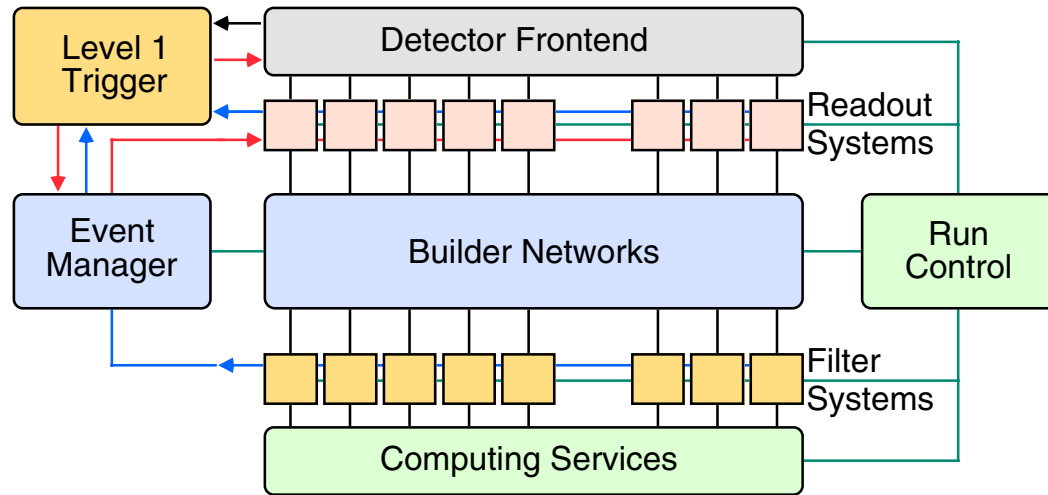 Level 1
Trigger
Detector Frontend
Readout
Systems
Event
Manager
Builder Networks
Run
Control
Filter
Systems
Computing Services